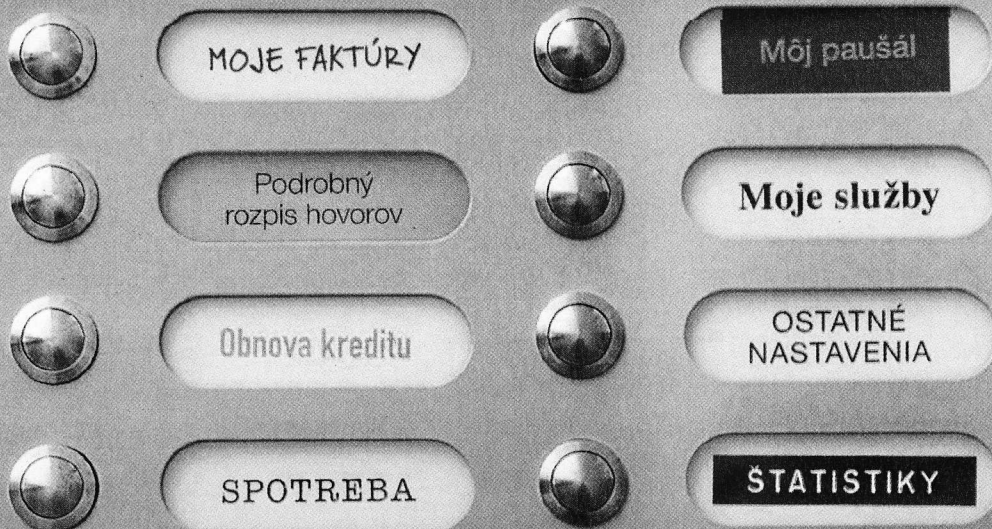 MOJE FAKTÚRY
Môj paušál
Podrobný
rozpis hovorov
Moje služby
Obnova kreditu
OSTATNÉ
NASTAVENIA
SPOTREBA
ŠTATISTIKY